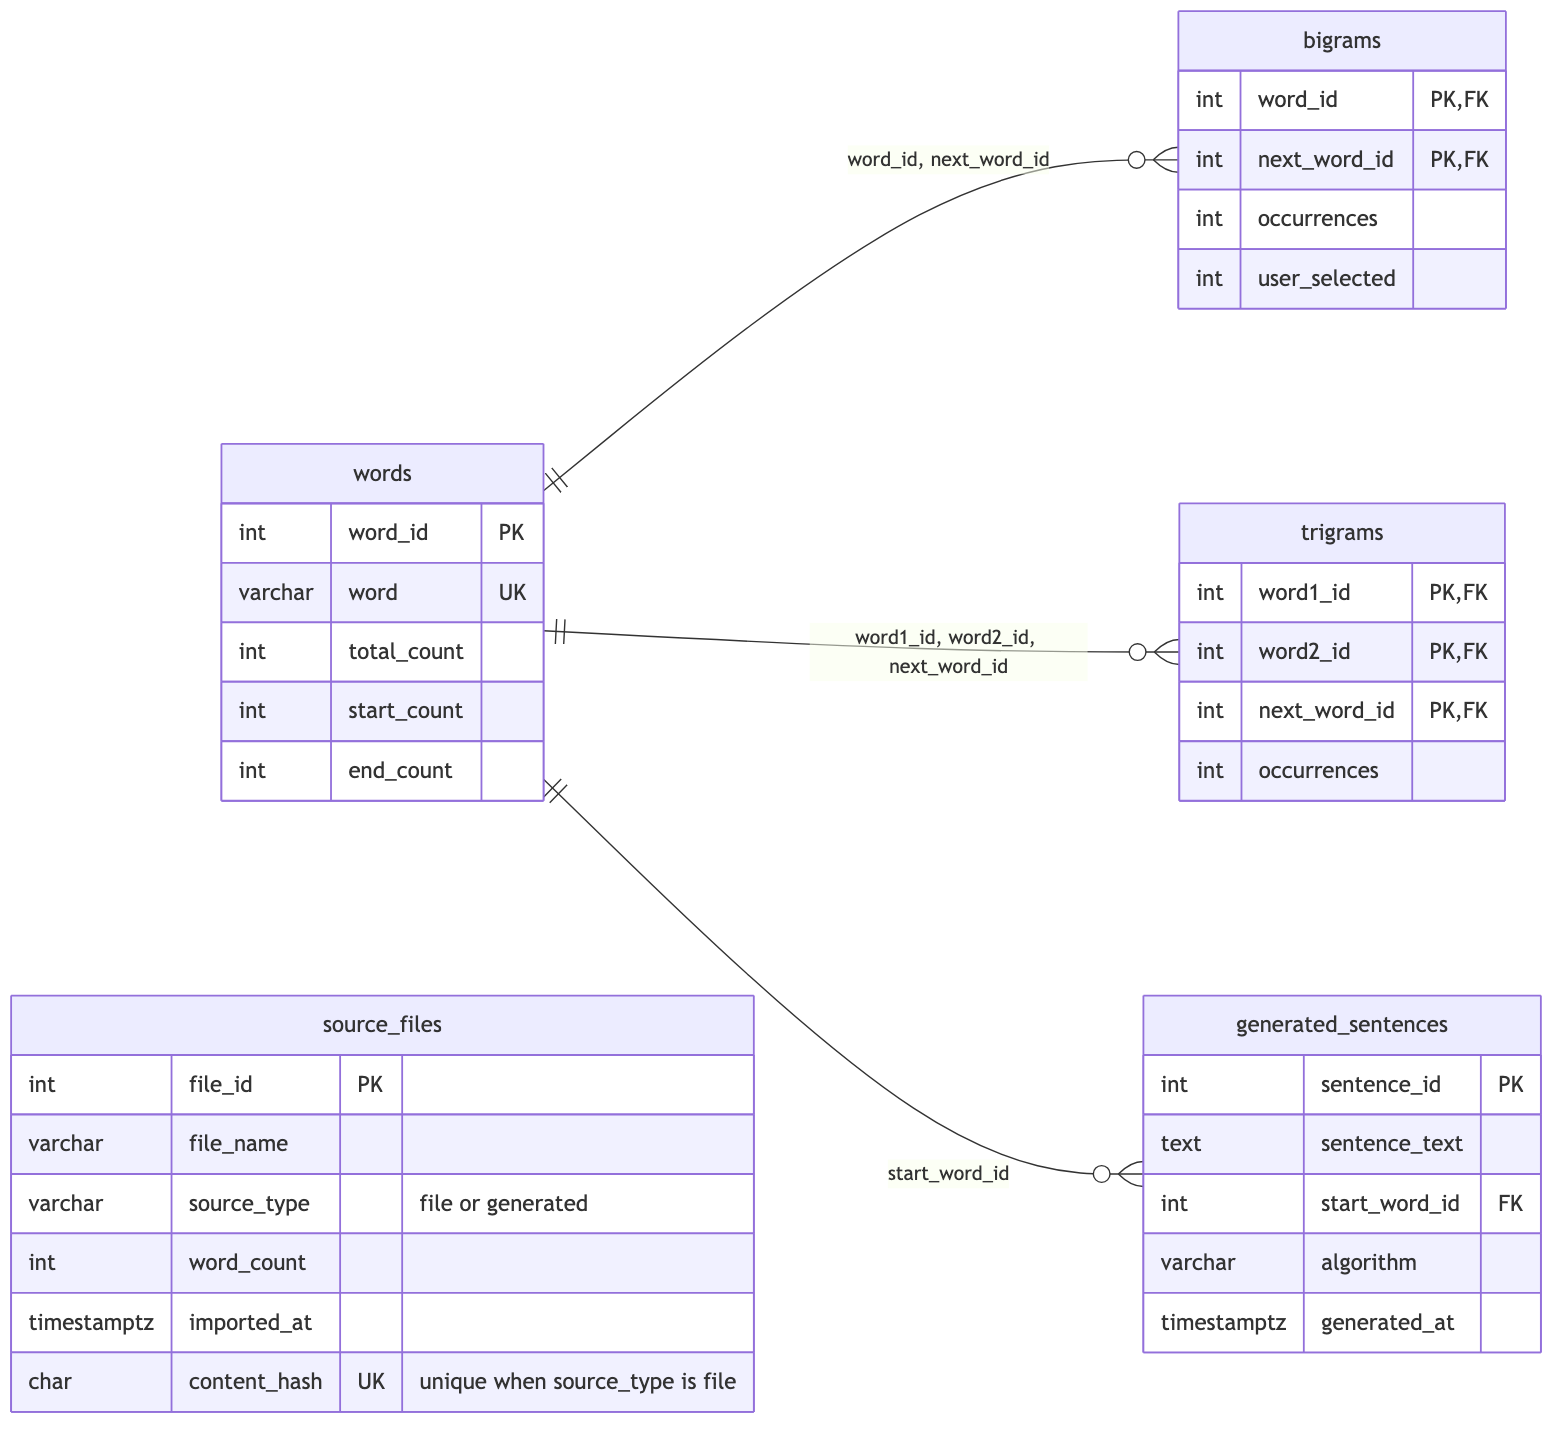 bigrams
int word_id PK,FK
int next_word_id PK,FK
int occurrences
int user_selected
word_id, next_word_id
words
int word_id PK
varchar word UK
int total_count
int start_count
int end_count
word1_id, word2_id,
next_word_id
trigrams
int word1_id PK,FK
int word2_id PK,FK
int next_word_id PK,FK
int occurrences
source_files
int file_id PK
varchar file_name
varchar source_type file or generated
int word_count
timestamptz imported_at
char content_hash UK unique when source_type is file
start_word_id
generated_sentences
int sentence_id PK
text sentence_text
int start_word_id FK
varchar algorithm
timestamptz generated_at